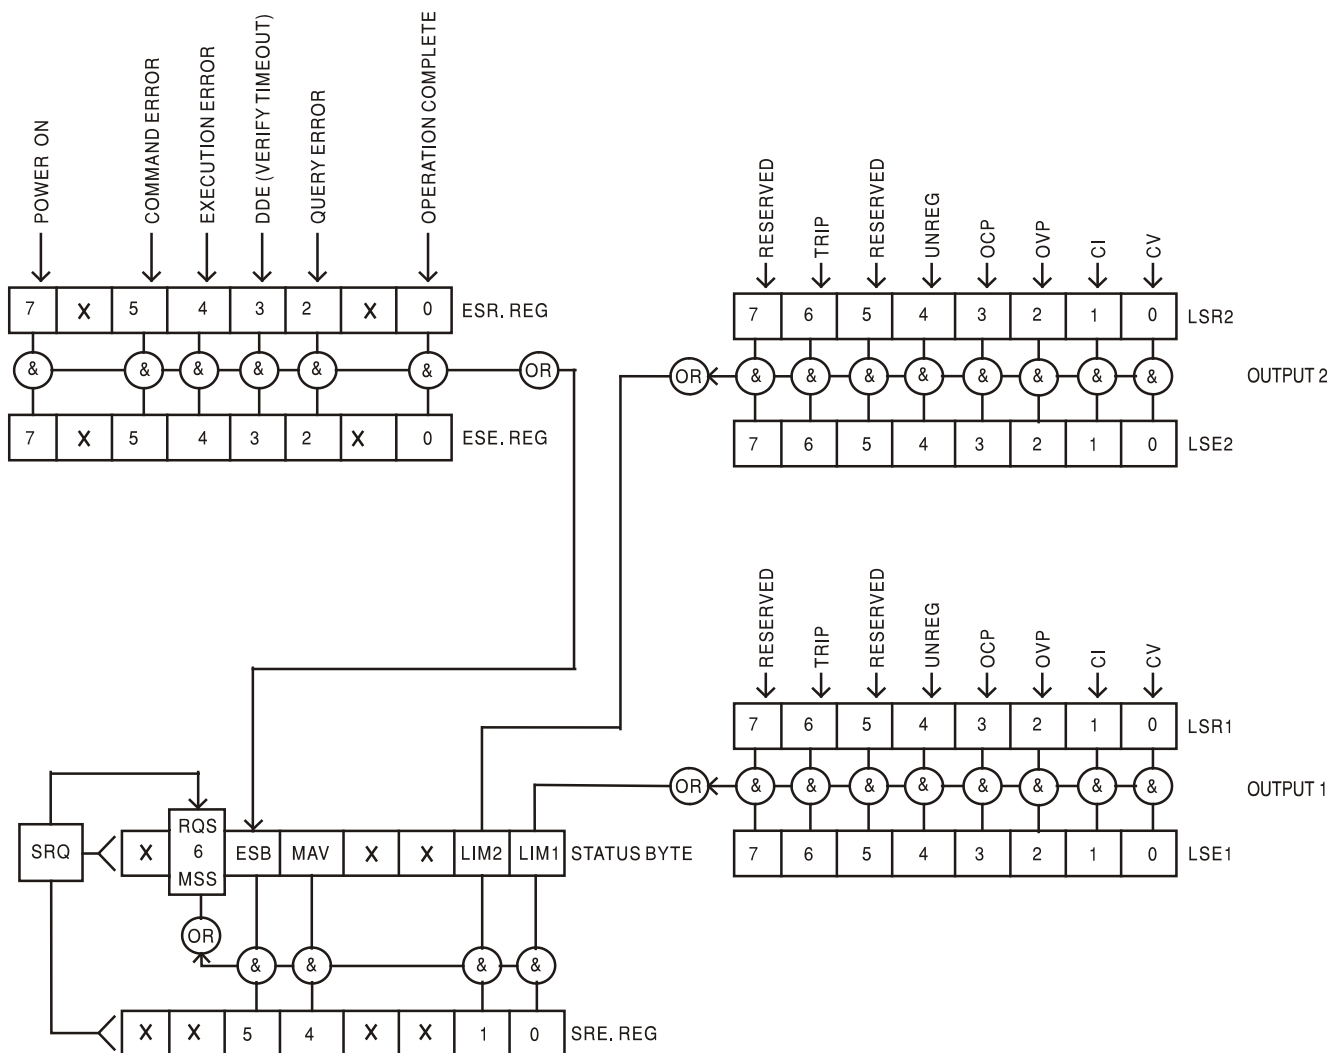 POWER ON
COMMAND ERROR
EXECUTION ERROR
DDE (VERIFY TIMEOUT)
QUERY ERROR
OPERATION COMPLETE
7 X 5 4 3 2 X 0 ESR. REG
& & & & & & OR
7 X 5 4 3 2 X 0 ESE. REG
RESERVED
TRIP
RESERVED
UNREG
OCP
OVP
CI
CV
7 6 5 4 3 2 1 0 LSR2
OR & & & & & & & & OUTPUT 2
7 6 5 4 3 2 1 0 LSE2
RESERVED
TRIP
RESERVED
UNREG
OCP
OVP
CI
CV
7 6 5 4 3 2 1 0 LSR1
OR & & & & & & & & OUTPUT 1
7 6 5 4 3 2 1 0 LSE1
SRQ
RQS
X 6 ESB MAV X X LIM2 LIM1 STATUS BYTE
MSS
OR
& & & &
X X 5 4 X X 1 0 SRE. REG